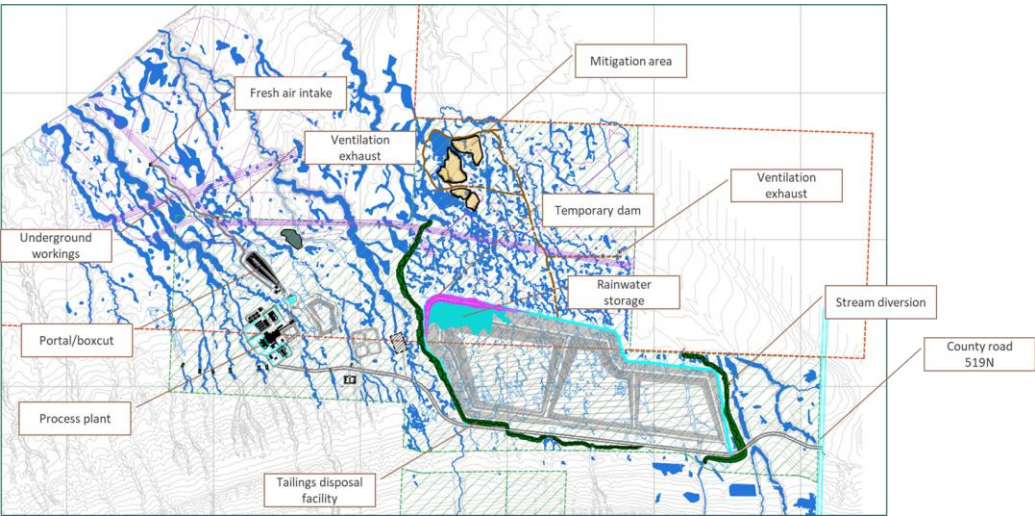 Mitigation area
Fresh air intake
Ventilation
exhaust
Ventilation
exhaust
Temporary dam
Underground
workings
Rainwater
storage
Stream diversion
Portal/boxcut
County road
519N
Process plant
Tailings disposal
facility